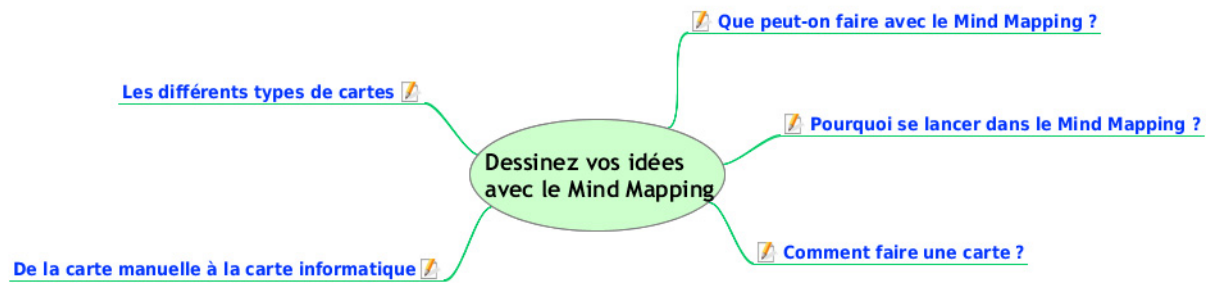 Que peut-on faire avec le Mind Mapping ?
Les différents types de cartes
Pourquoi se lancer dans le Mind Mapping ?
Dessinez vos idées
avec le Mind Mapping
Comment faire une carte ?
De la carte manuelle à la carte informatique